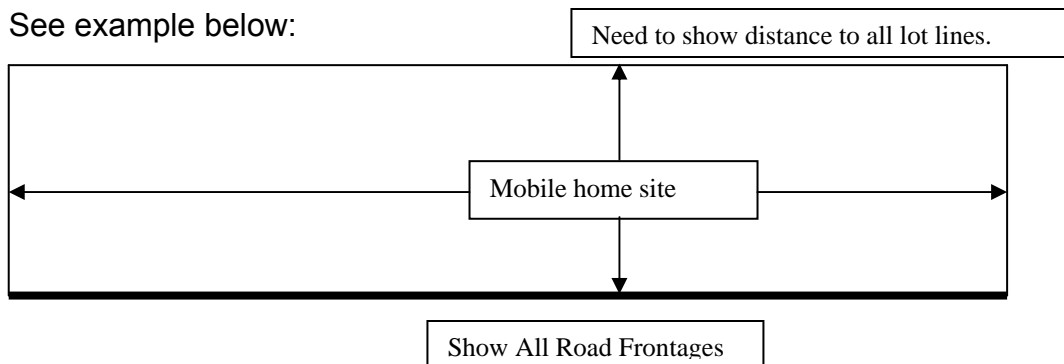 See example below:
Need to show distance to all lot lines.
Mobile home site
Show All Road Frontages